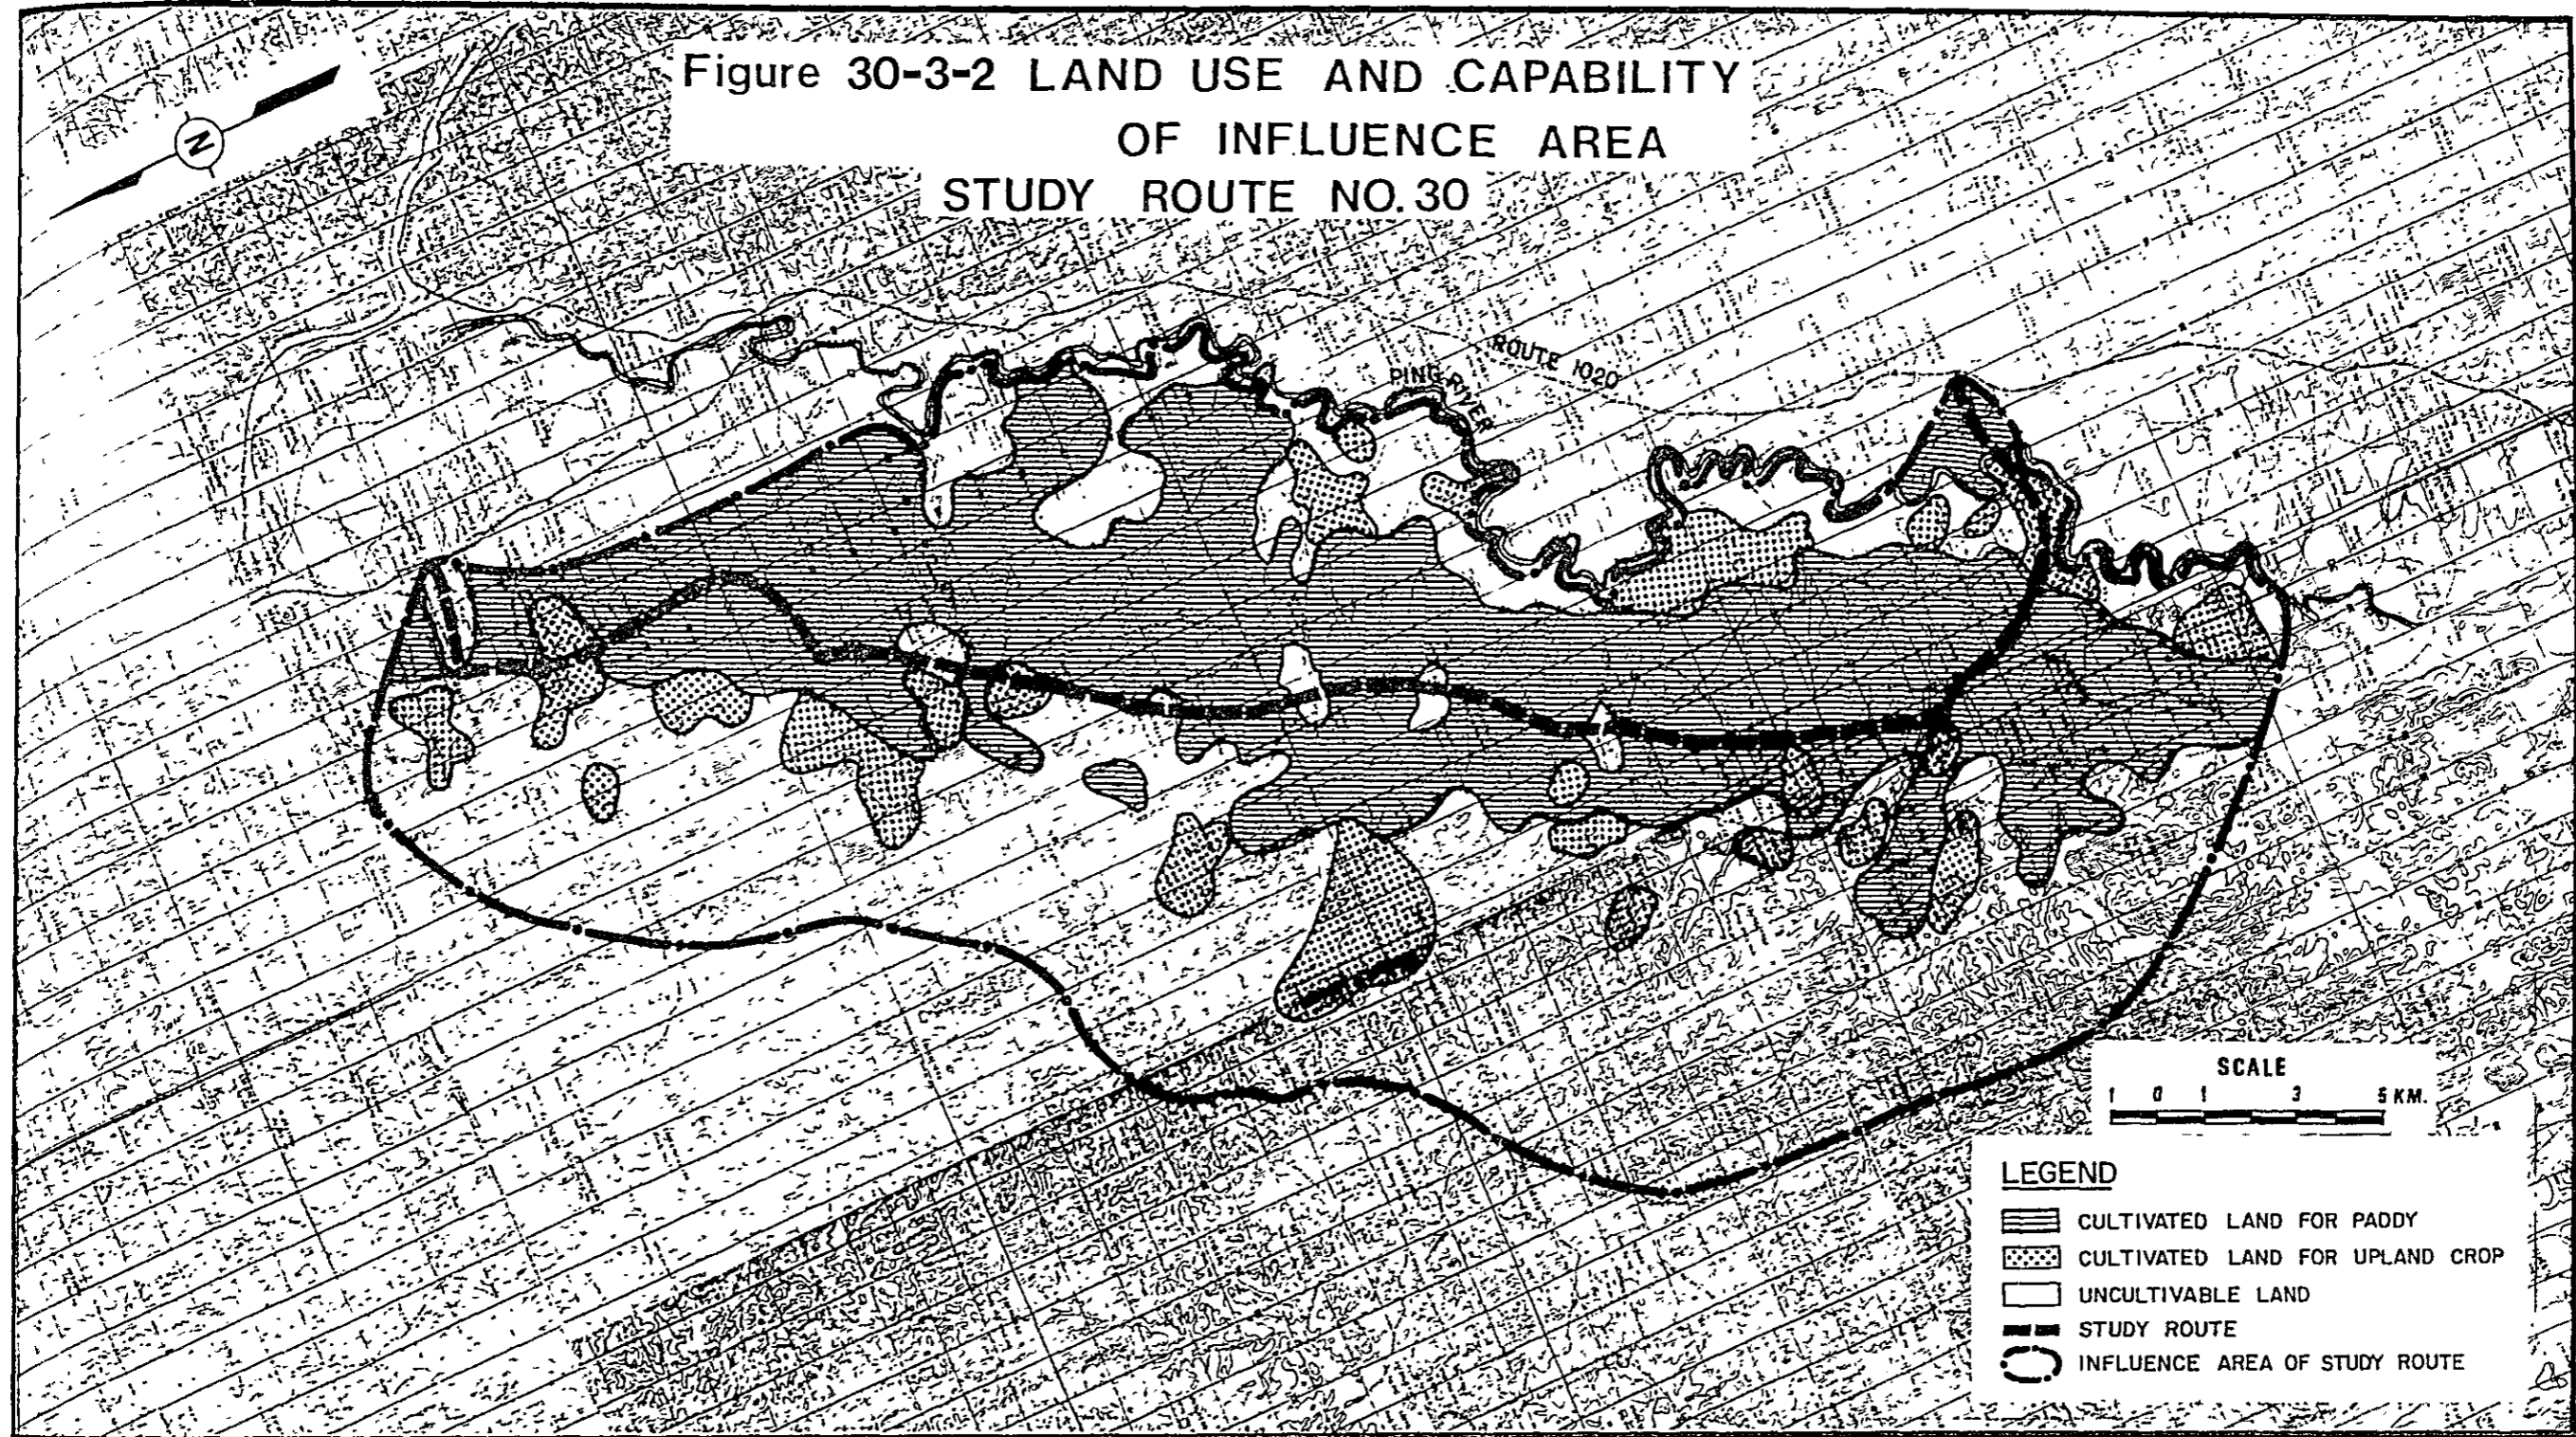 Figure 30-3-2 LAND USE AND CAPABILITY
OF INFLUENCE AREA
STUDY ROUTE NO. 30
N
ROUTE 1020
PING RIVER
SCALE
1 0 1 3 5 KM.
LEGEND
CULTIVATED LAND FOR PADDY
CULTIVATED LAND FOR UPLAND CROP
UNCULTIVABLE LAND
STUDY ROUTE
INFLUENCE AREA OF STUDY ROUTE